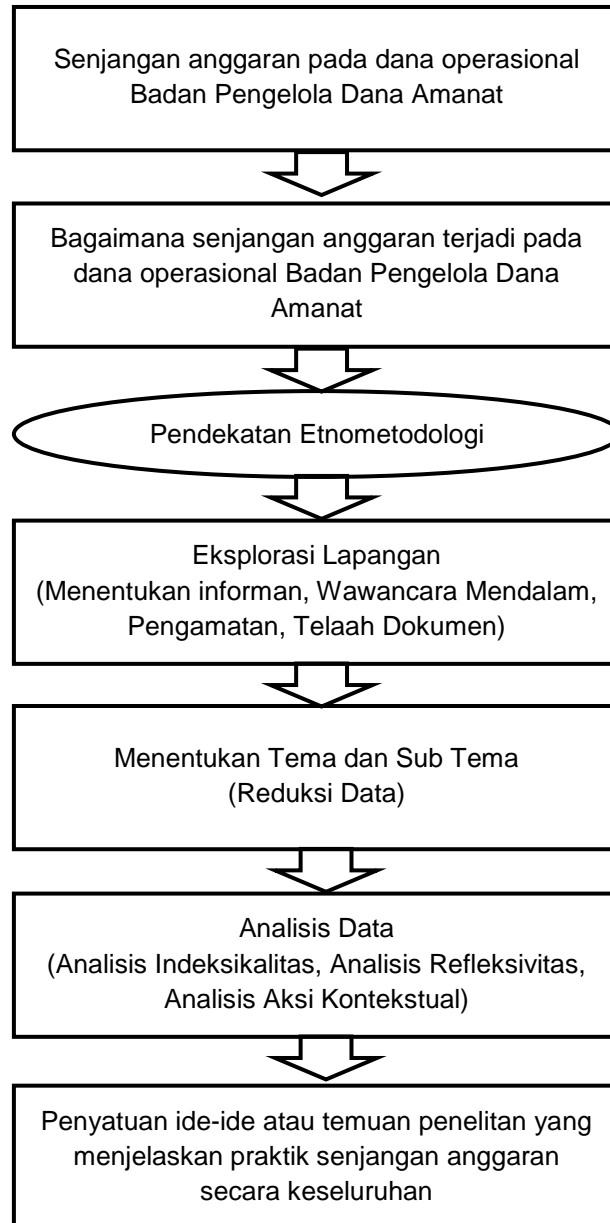 Senjangan anggaran pada dana operasional
Badan Pengelola Dana Amanat
Bagaimana senjangan anggaran terjadi pada
dana operasional Badan Pengelola Dana
Amanat
Pendekatan Etnometodologi
Eksplorasi Lapangan
(Menentukan informan, Wawancara Mendalam,
Pengamatan, Telaah Dokumen)
Menentukan Tema dan Sub Tema
(Reduksi Data)
Analisis Data
(Analisis Indeksikalitas, Analisis Refleksivitas,
Analisis Aksi Kontekstual)
Penyatuan ide-ide atau temuan penelitan yang
menjelaskan praktik senjangan anggaran
secara keseluruhan